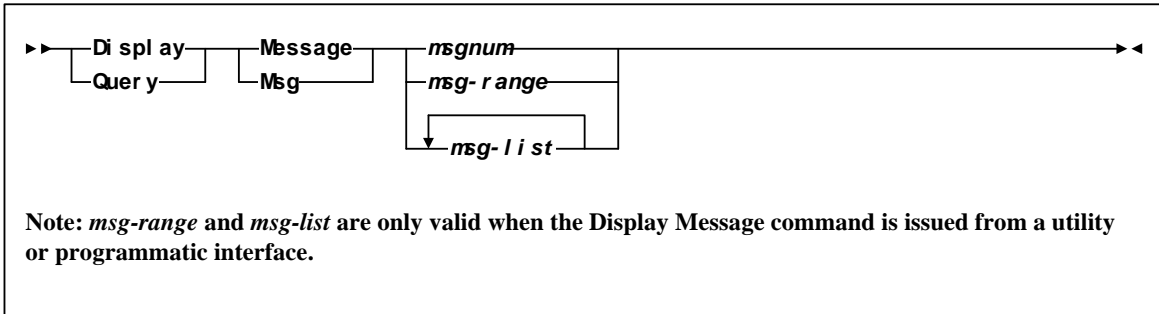 Display Message msgnum
Query Msg msg-range
msg-list
Note: msg-range and msg-list are only valid when the Display Message command is issued from a utility
or programmatic interface.